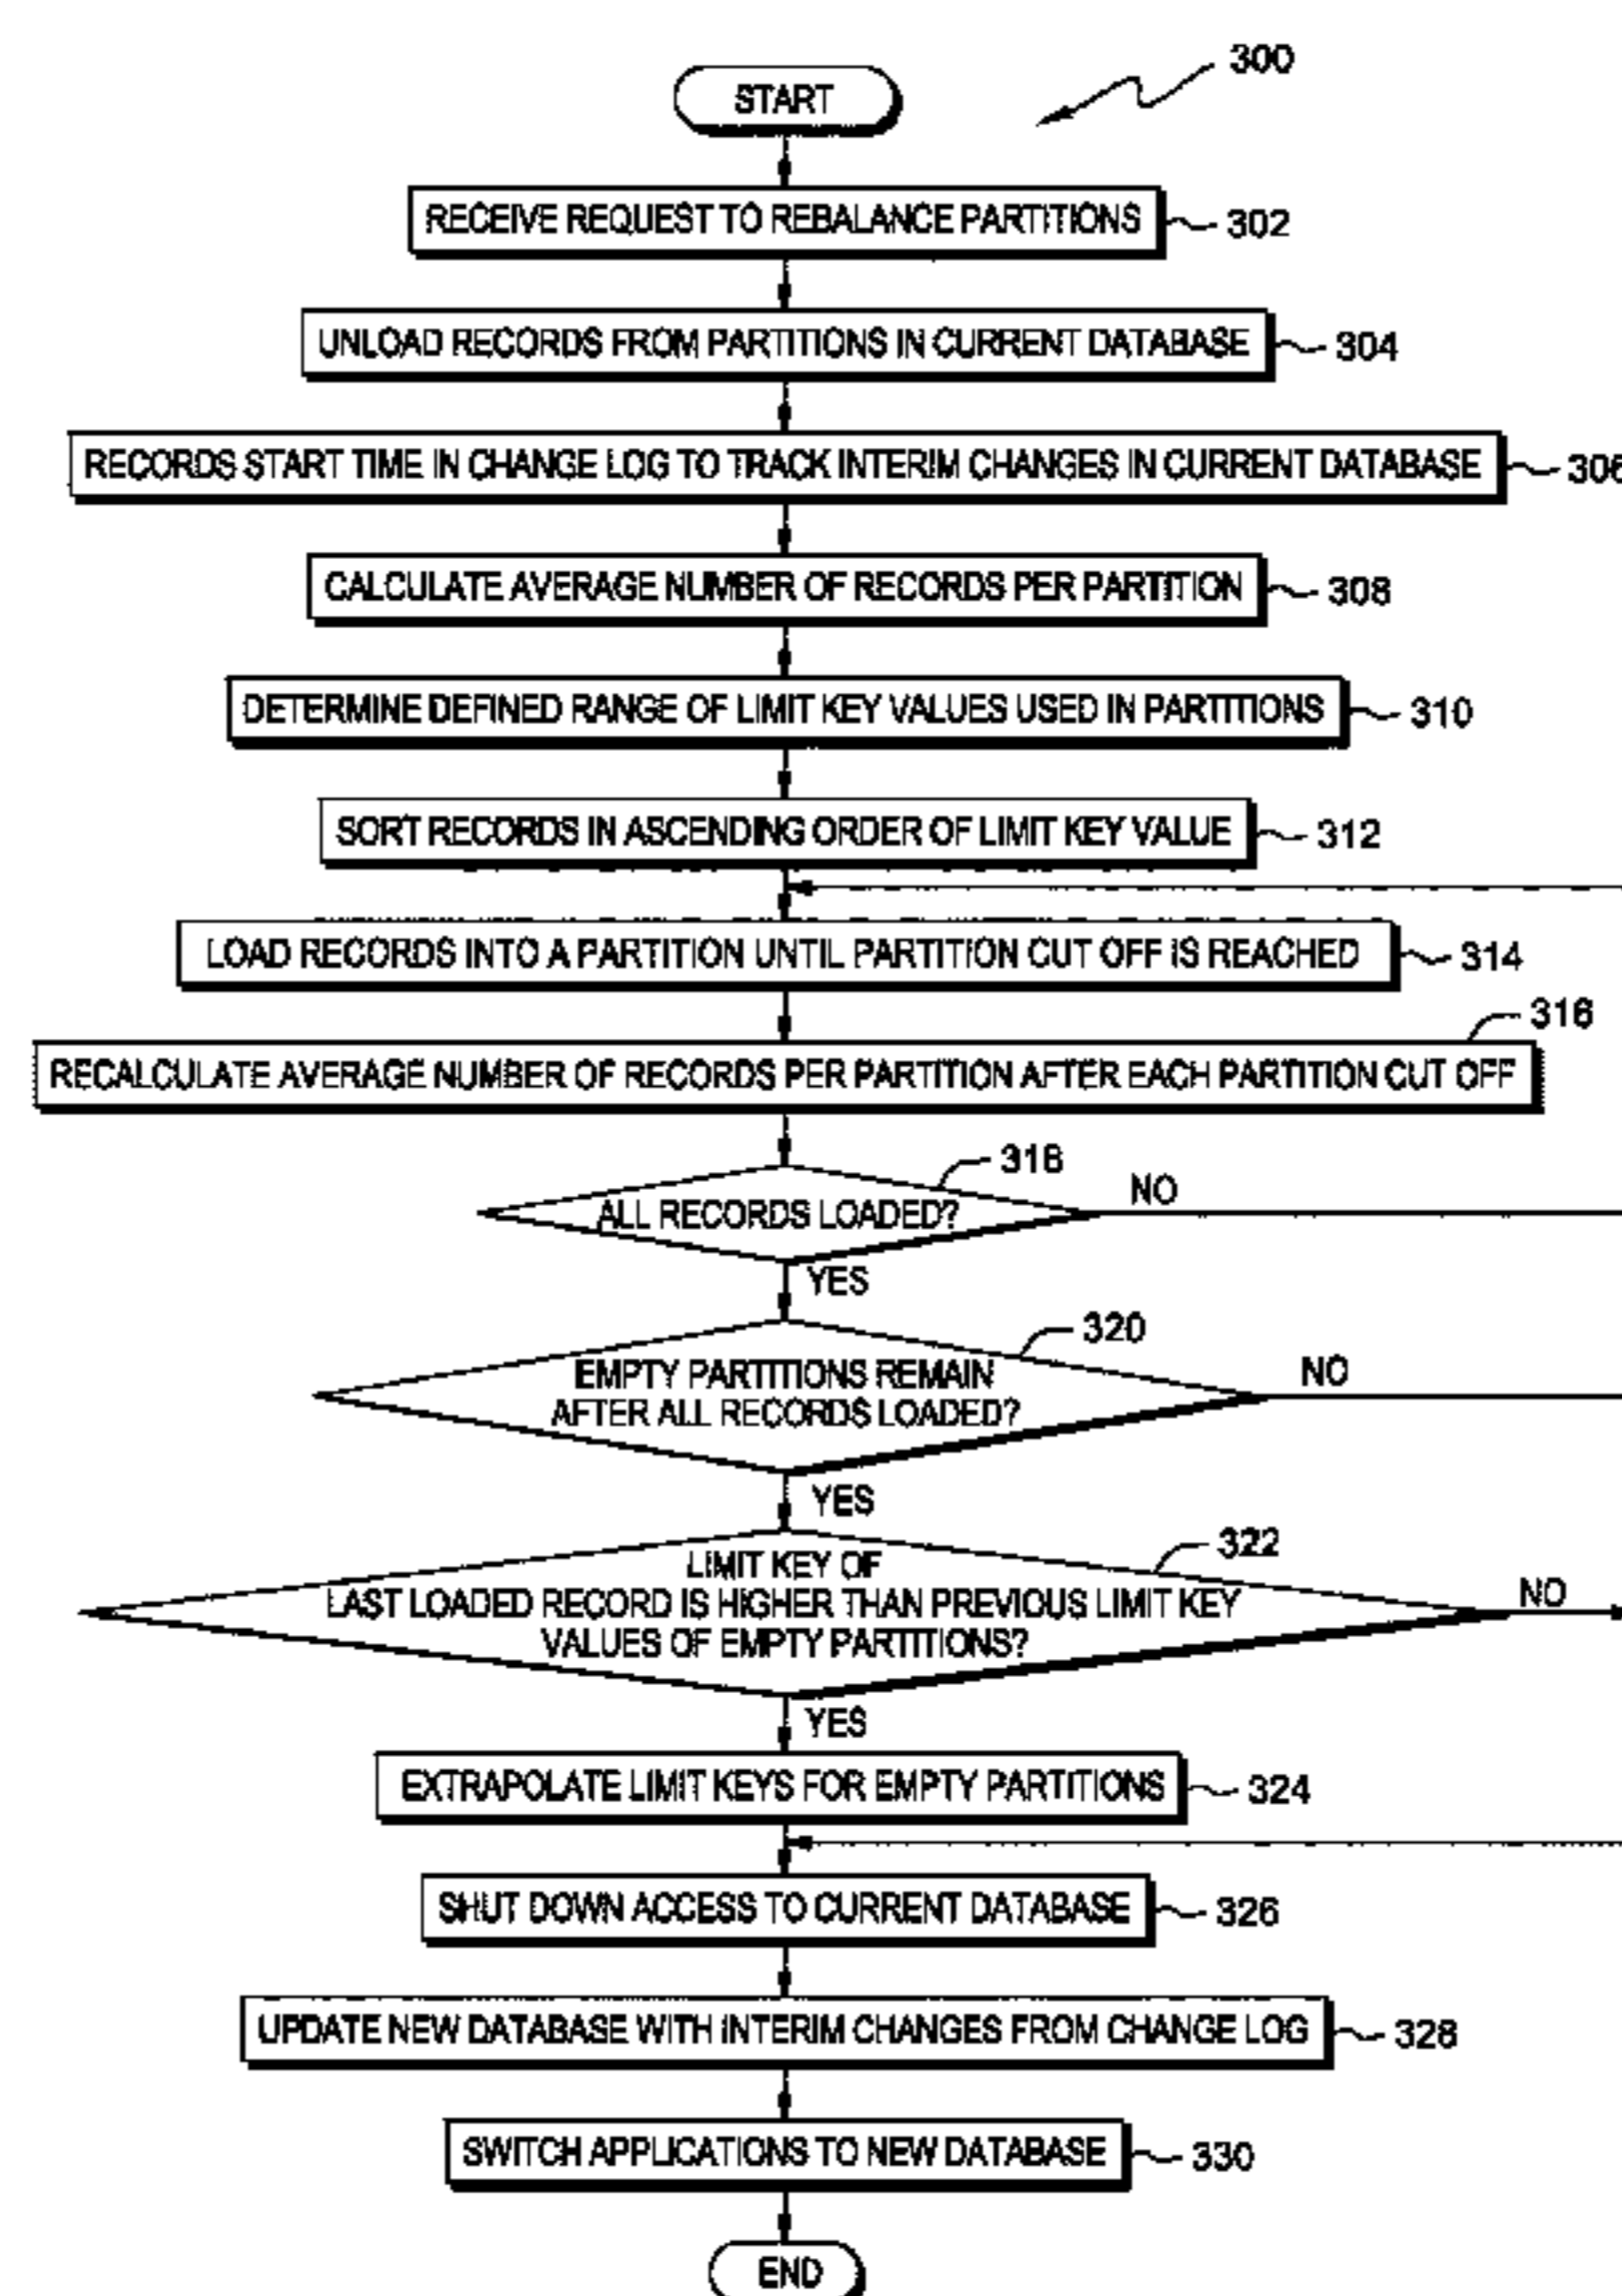 300
START
RECEIVE REQUEST TO REBALANCE PARTITIONS
302
UNLOAD RECORDS FROM PARTITIONS IN CURRENT DATABASE
304
RECORDS START TIME IN CHANGE LOG TO TRACK INTERIM CHANGES IN CURRENT DATABASE
306
CALCULATE AVERAGE NUMBER OF RECORDS PER PARTITION
308
DETERMINE DEFINED RANGE OF LIMIT KEY VALUES USED IN PARTITIONS
310
SORT RECORDS IN ASCENDING ORDER OF LIMIT KEY VALUE
312
LOAD RECORDS INTO A PARTITION UNTIL PARTITION CUT OFF IS REACHED
314
316
RECALCULATE AVERAGE NUMBER OF RECORDS PER PARTITION AFTER EACH PARTITION CUT OFF
318
ALL RECORDS LOADED?
NO
YES
320
EMPTY PARTITIONS REMAIN
AFTER ALL RECORDS LOADED?
NO
YES
322
LIMIT KEY OF
LAST LOADED RECORD IS HIGHER THAN PREVIOUS LIMIT KEY
VALUES OF EMPTY PARTITIONS?
NO
YES
EXTRAPOLATE LIMIT KEYS FOR EMPTY PARTITIONS
324
SHUT DOWN ACCESS TO CURRENT DATABASE
326
UPDATE NEW DATABASE WITH INTERIM CHANGES FROM CHANGE LOG
328
SWITCH APPLICATIONS TO NEW DATABASE
330
END